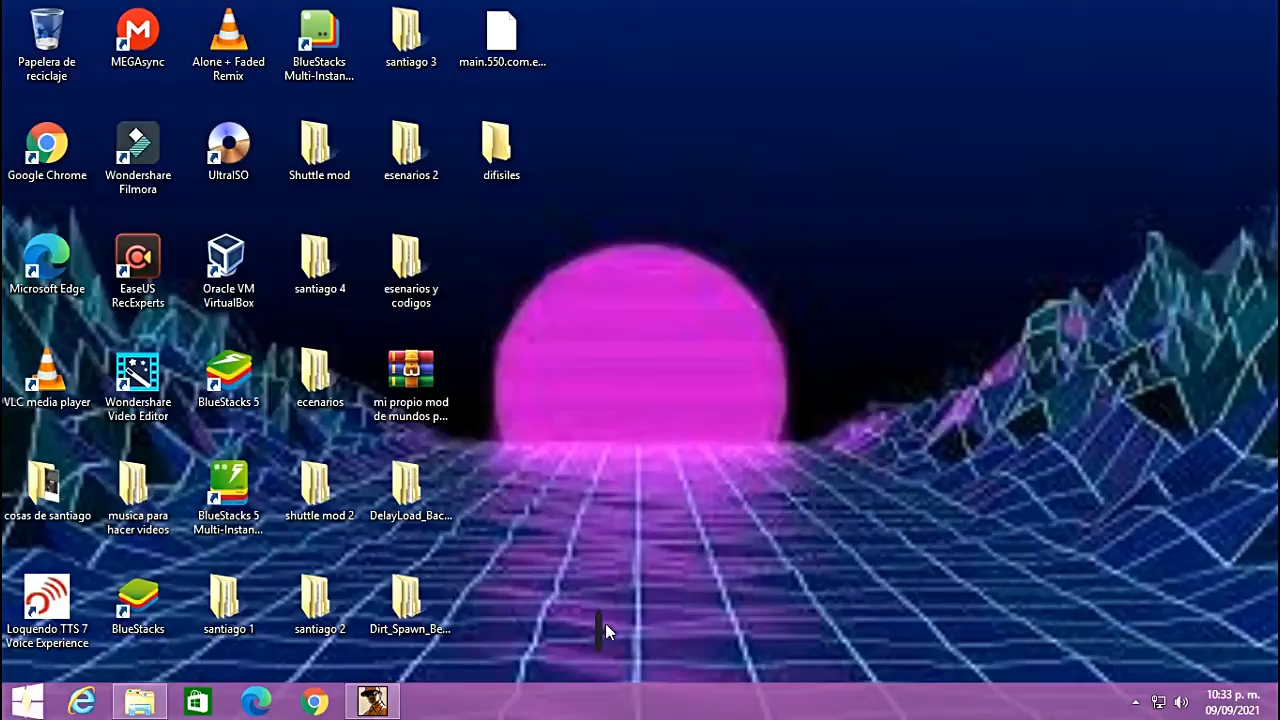 Papelera de
reciclaje
MEGAsync
Alone + Faded
Remix
BlueStacks
Multi-Instan...
santiago 3
main.550.com.e...
Google Chrome
Wondershare
Filmora
UltraISO
Shuttle mod
esenarios 2
difisiles
Microsoft Edge
EaseUS
RecExperts
Oracle VM
VirtualBox
santiago 4
esenarios y
codigos
VLC media player
Wondershare
Video Editor
BlueStacks 5
ecenarios
mi propio mod
de mundos p...
cosas de santiago
musica para
hacer videos
BlueStacks 5
Multi-Instan...
shuttle mod 2
DelayLoad_Bac...
Loquendo TTS 7
Voice Experience
BlueStacks
santiago 1
santiago 2
Dirt_Spawn_Be...
10:33 p. m.
09/09/2021